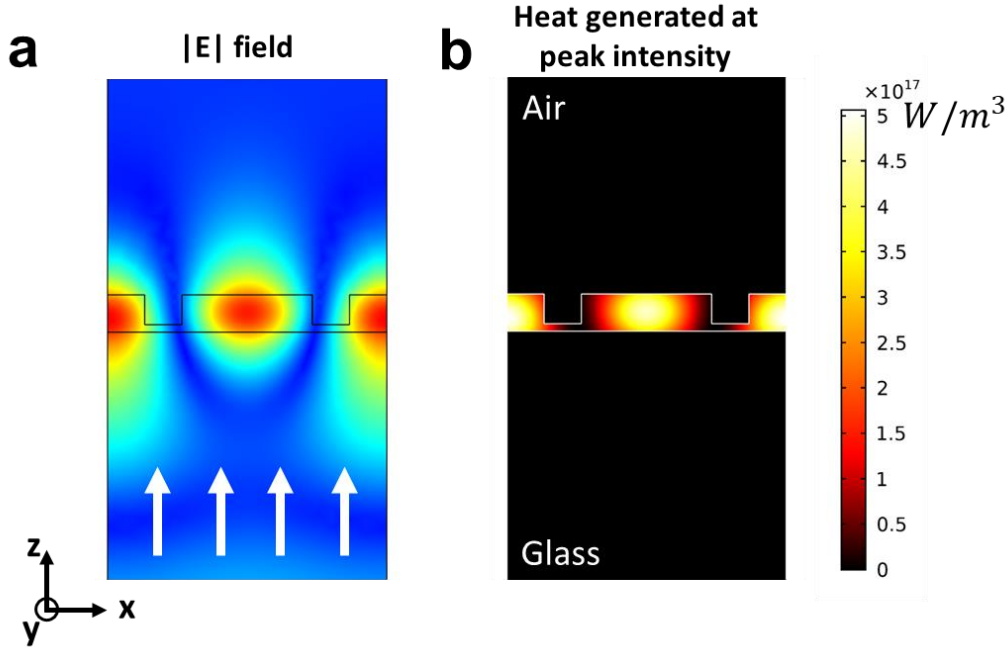 a
|E| field
z
y
x
b
Heat generated at
peak intensity
Air
Glass
×10¹⁷
W/m³
5
4.5
4
3.5
3
2.5
2
1.5
1
0.5
0